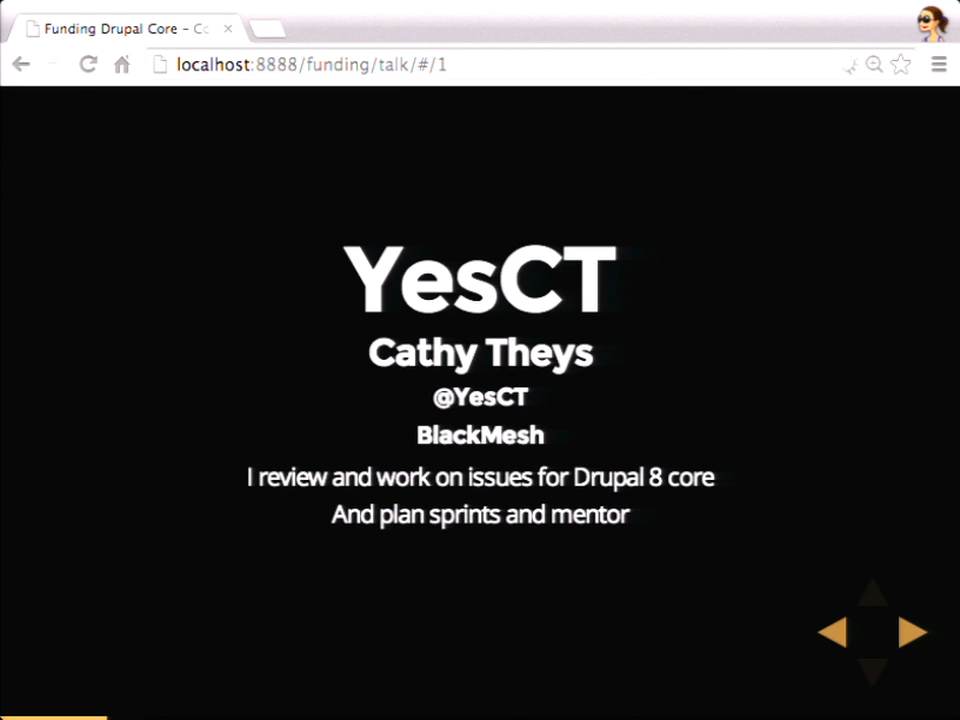 Funding Drupal Core - Co
localhost:8888/funding/talk/#/1
YesCT
Cathy Theys
@YesCT
BlackMesh
I review and work on issues for Drupal 8 core
And plan sprints and mentor